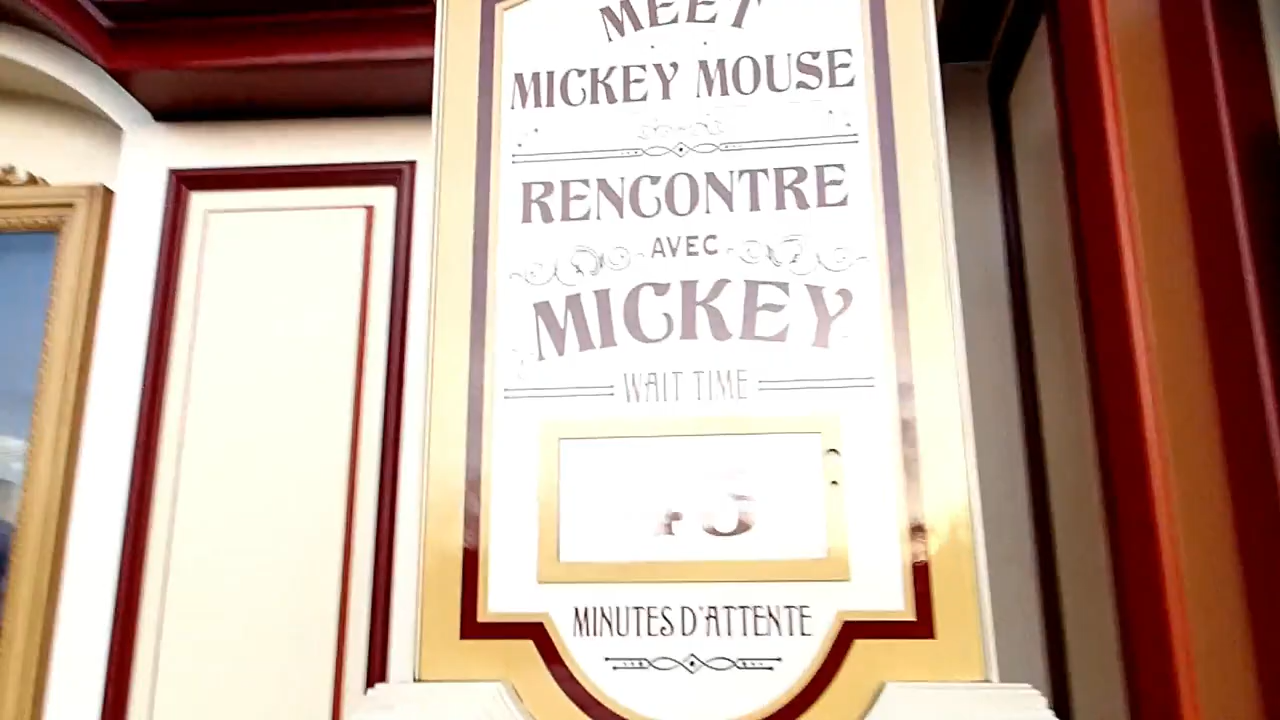 MEET
MICKEY MOUSE
RENCONTRE
AVEC
MICKEY
WAIT TIME
MINUTES D'ATTENTE